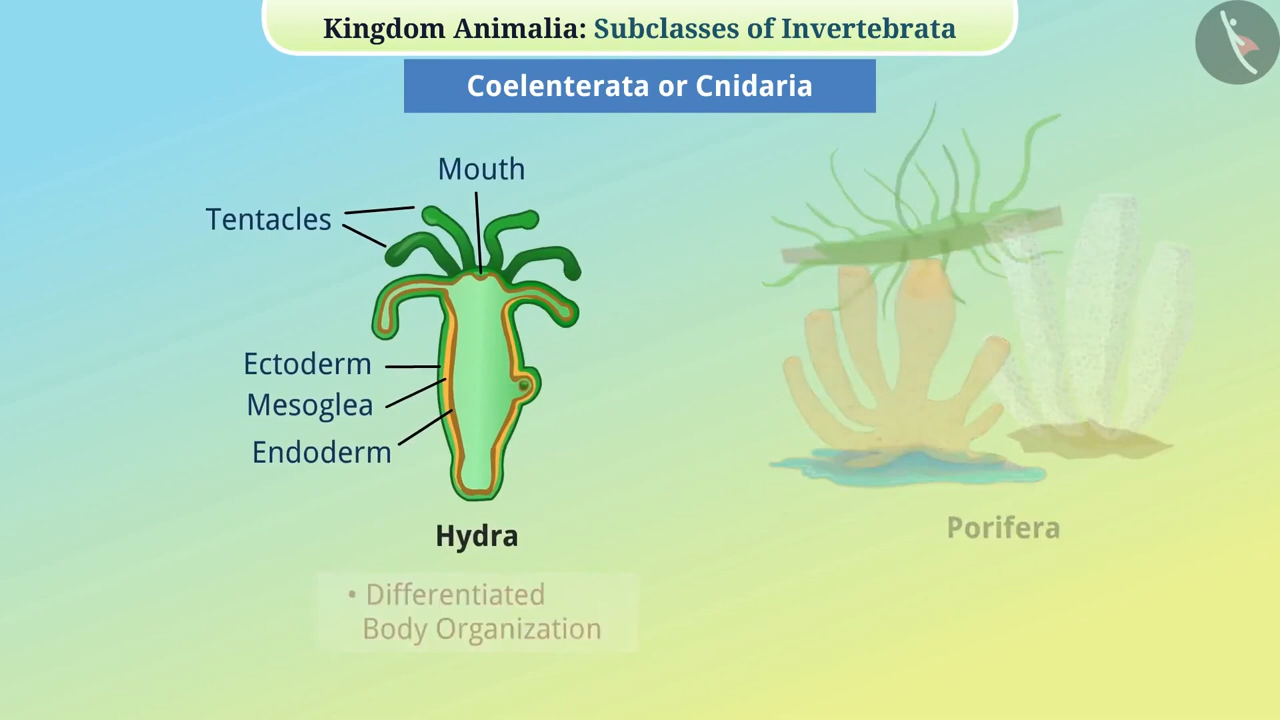 Kingdom Animalia: Subclasses of Invertebrata
Coelenterata or Cnidaria
Mouth
Tentacles
Ectoderm
Mesoglea
Endoderm
Hydra
Porifera
• Differentiated
Body Organization